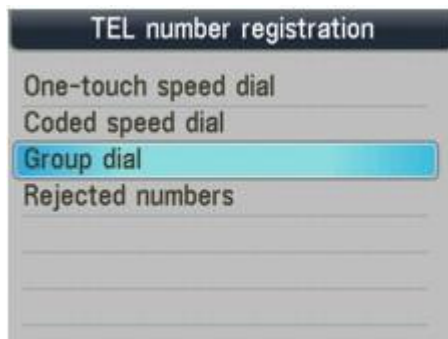 TEL number registration
One-touch speed dial
Coded speed dial
Group dial
Rejected numbers